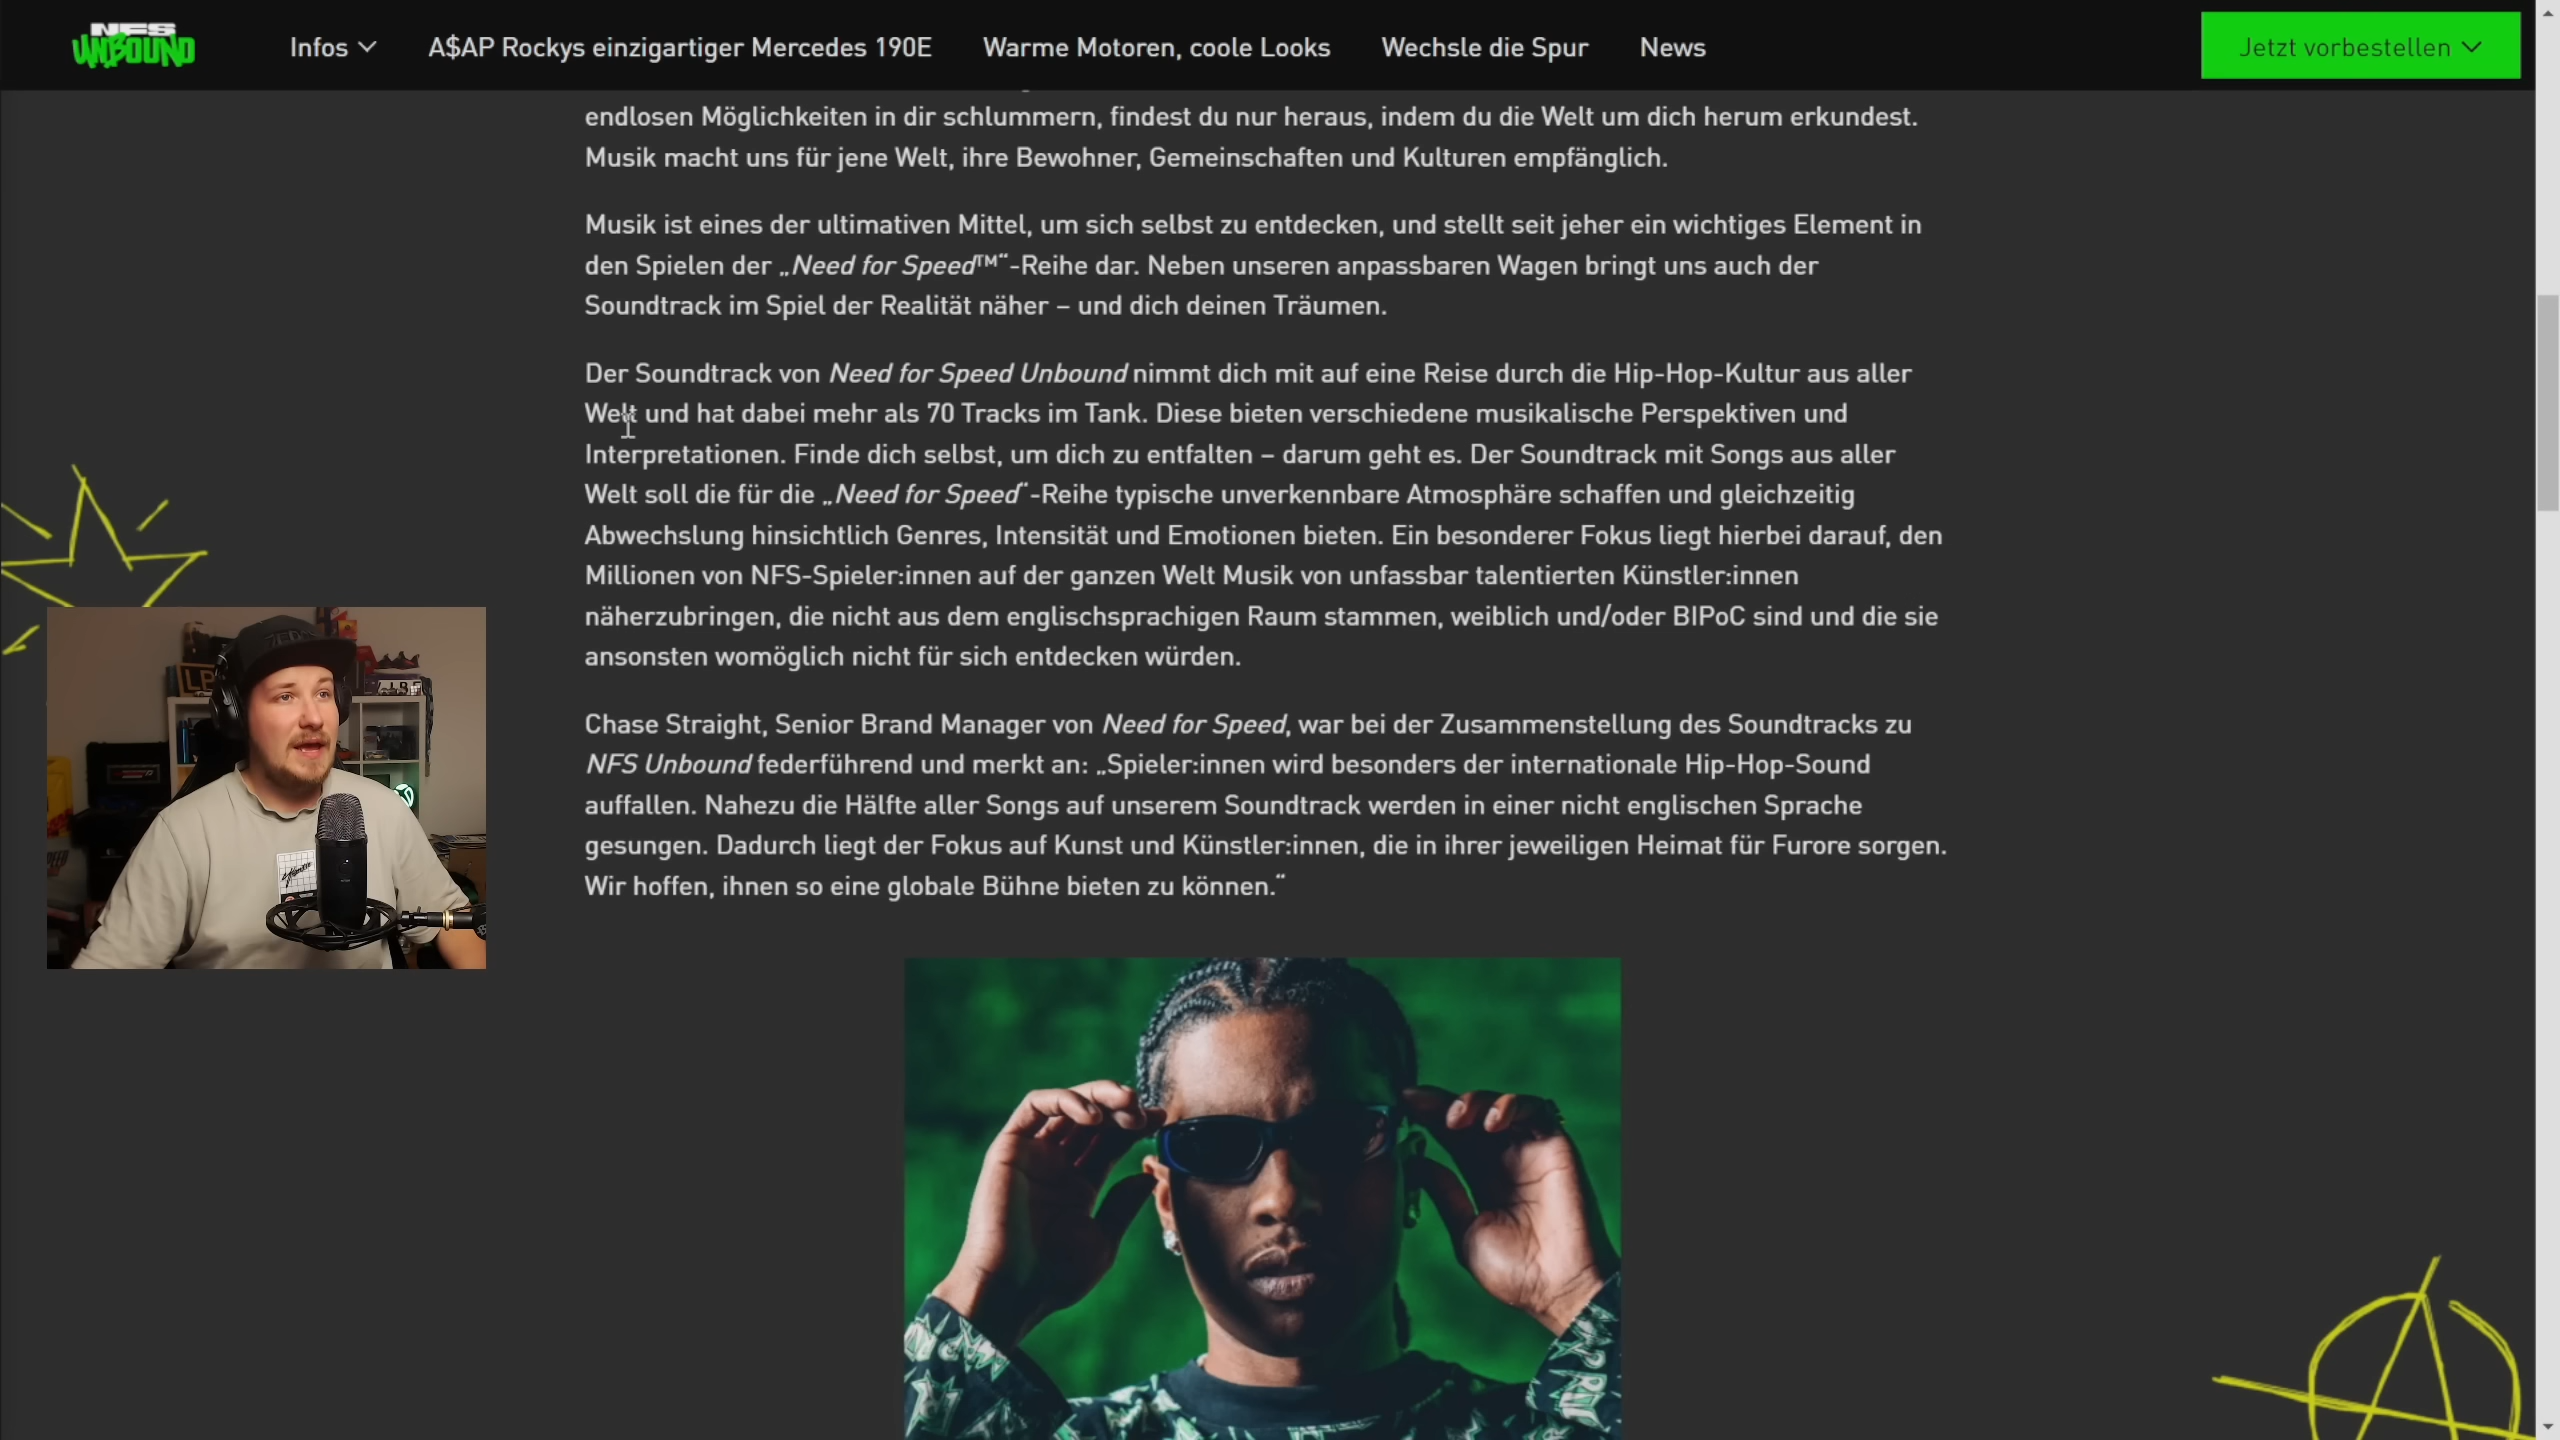 NFS
UNBOUND
Infos
A$AP Rockys einzigartiger Mercedes 190E
Warme Motoren, coole Looks
Wechsle die Spur
News
Jetzt vorbestellen
endlosen Möglichkeiten in dir schlummern, findest du nur heraus, indem du die Welt um dich herum erkundest.
Musik macht uns für jene Welt, ihre Bewohner, Gemeinschaften und Kulturen empfänglich.
Musik ist eines der ultimativen Mittel, um sich selbst zu entdecken, und stellt seit jeher ein wichtiges Element in
den Spielen der „Need for Speed™“-Reihe dar. Neben unseren anpassbaren Wagen bringt uns auch der
Soundtrack im Spiel der Realität näher – und dich deinen Träumen.
Der Soundtrack von Need for Speed Unbound nimmt dich mit auf eine Reise durch die Hip-Hop-Kultur aus aller
Welt und hat dabei mehr als 70 Tracks im Tank. Diese bieten verschiedene musikalische Perspektiven und
Interpretationen. Finde dich selbst, um dich zu entfalten – darum geht es. Der Soundtrack mit Songs aus aller
Welt soll die für die „Need for Speed“-Reihe typische unverkennbare Atmosphäre schaffen und gleichzeitig
Abwechslung hinsichtlich Genres, Intensität und Emotionen bieten. Ein besonderer Fokus liegt hierbei darauf, den
Millionen von NFS-Spieler:innen auf der ganzen Welt Musik von unfassbar talentierten Künstler:innen
näherzubringen, die nicht aus dem englischsprachigen Raum stammen, weiblich und/oder BIPoC sind und die sie
ansonsten womöglich nicht für sich entdecken würden.
Chase Straight, Senior Brand Manager von Need for Speed, war bei der Zusammenstellung des Soundtracks zu
NFS Unbound federführend und merkt an: „Spieler:innen wird besonders der internationale Hip-Hop-Sound
auffallen. Nahezu die Hälfte aller Songs auf unserem Soundtrack werden in einer nicht englischen Sprache
gesungen. Dadurch liegt der Fokus auf Kunst und Künstler:innen, die in ihrer jeweiligen Heimat für Furore sorgen.
Wir hoffen, ihnen so eine globale Bühne bieten zu können.“